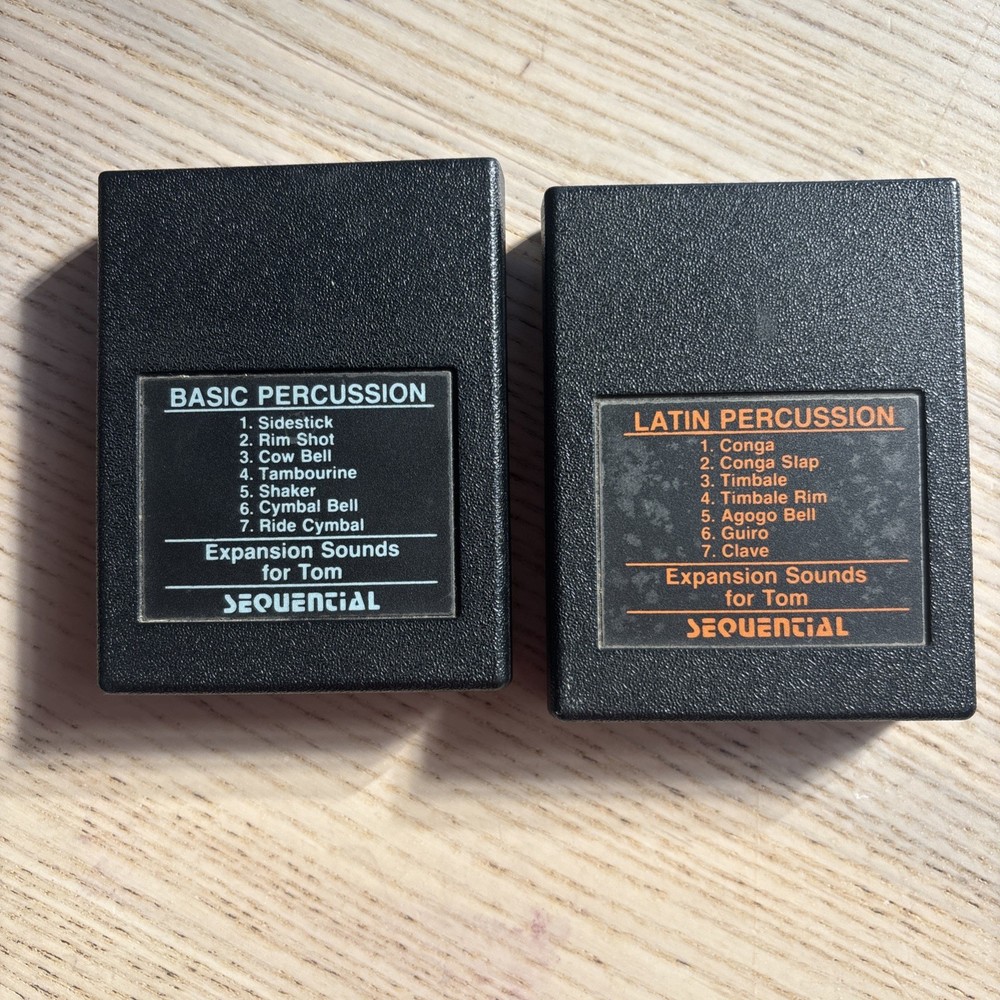 BASIC PERCUSSION
1. Sidestick
2. Rim Shot
3. Cow Bell
4. Tambourine
5. Shaker
6. Cymbal Bell
7. Ride Cymbal
Expansion Sounds
for Tom
SEQUENTIAL
LATIN PERCUSSION
1. Conga
2. Conga Slap
3. Timbale
4. Timbale Rim
5. Agogo Bell
6. Guiro
7. Clave
Expansion Sounds
for Tom
SEQUENTIAL